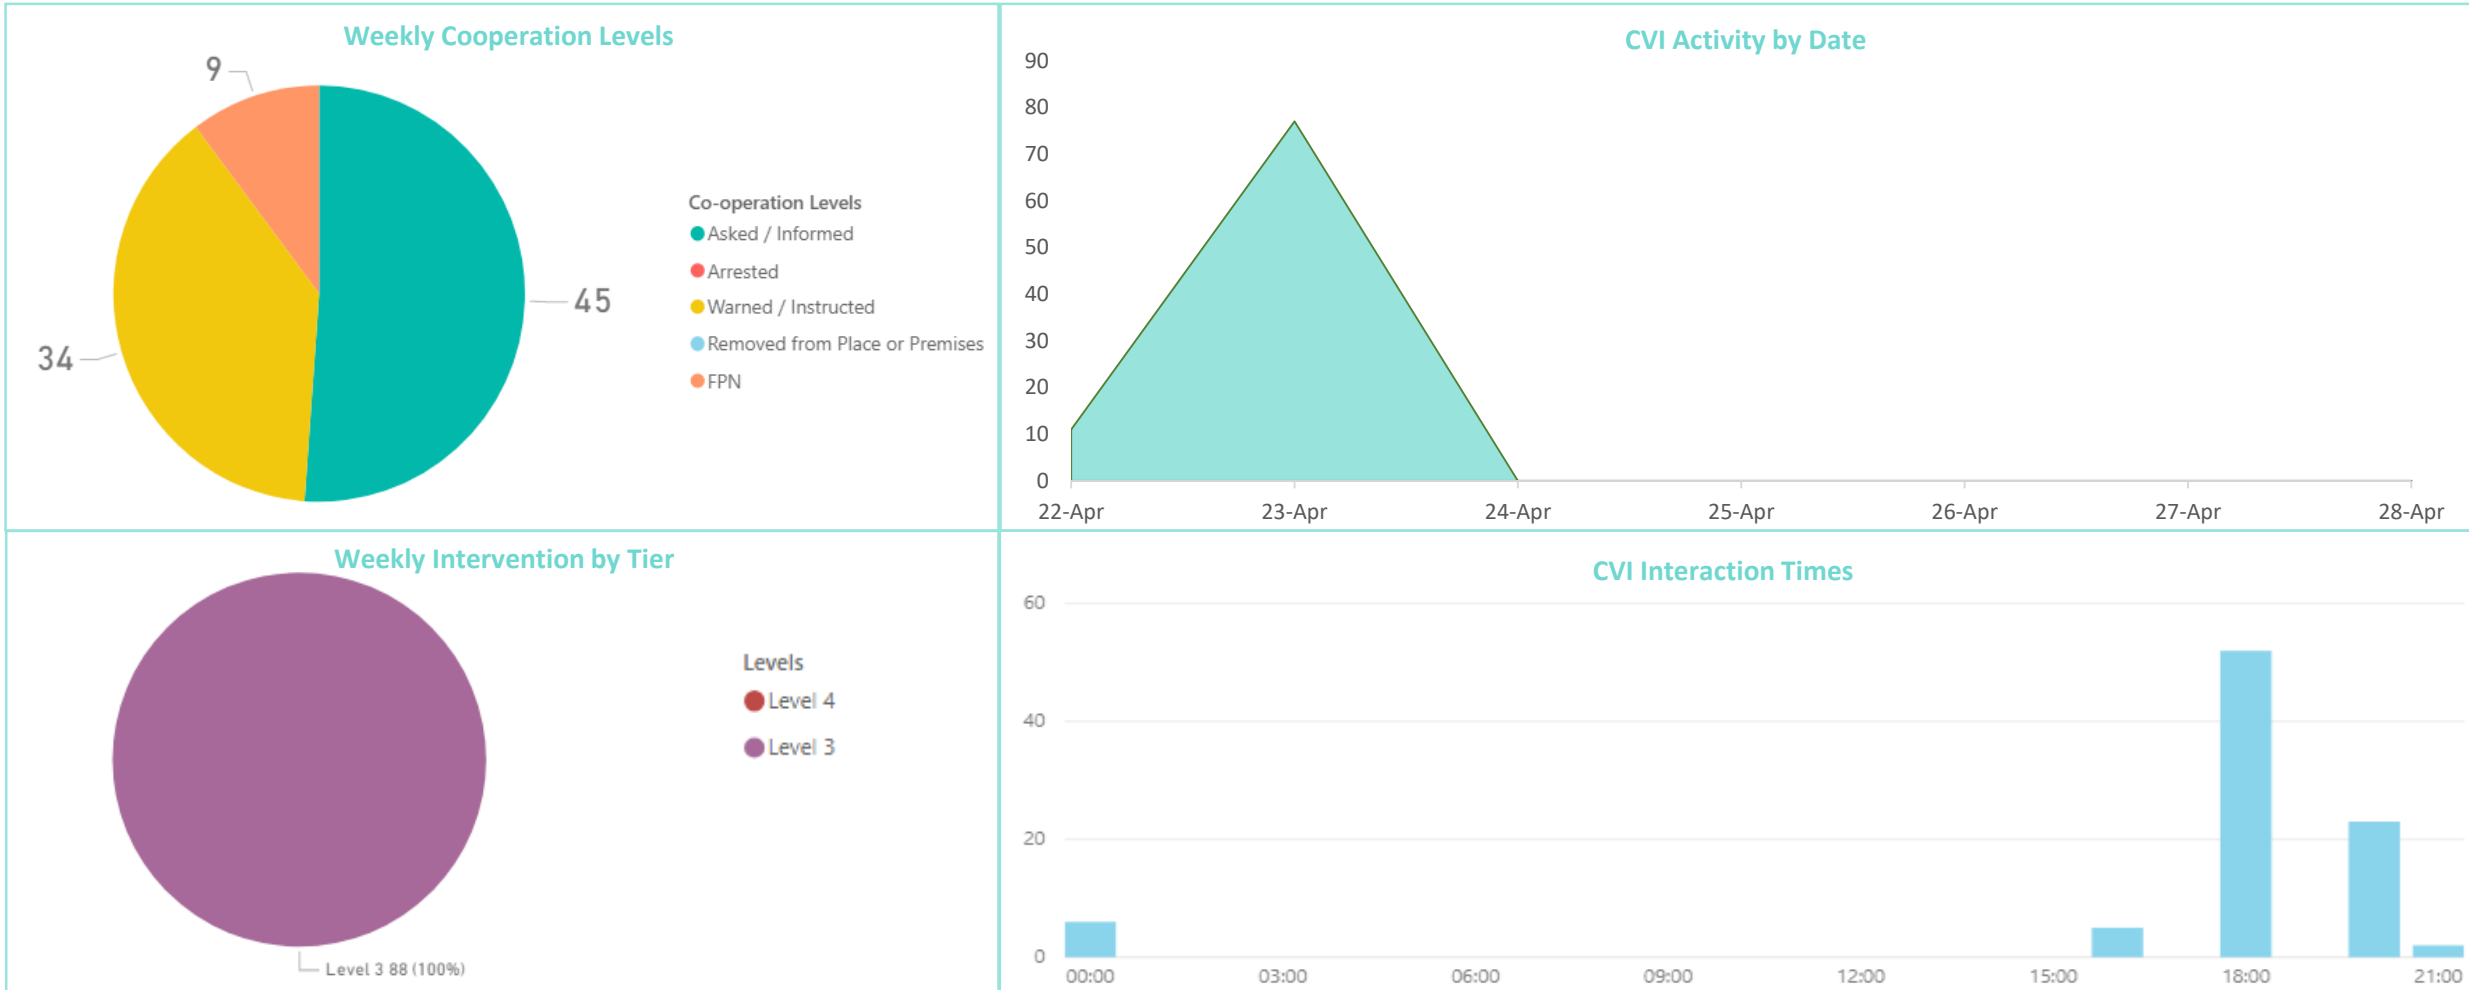 Weekly Cooperation Levels
9
45
34
Co-operation Levels
Asked / Informed
Arrested
Warned / Instructed
Removed from Place or Premises
FPN
CVI Activity by Date
90
80
70
60
50
40
30
20
10
0
22-Apr 23-Apr 24-Apr 25-Apr 26-Apr 27-Apr 28-Apr
Weekly Intervention by Tier
Levels
Level 4
Level 3
Level 3 88 (100%)
CVI Interaction Times
60
40
20
0
00:00 03:00 06:00 09:00 12:00 15:00 18:00 21:00